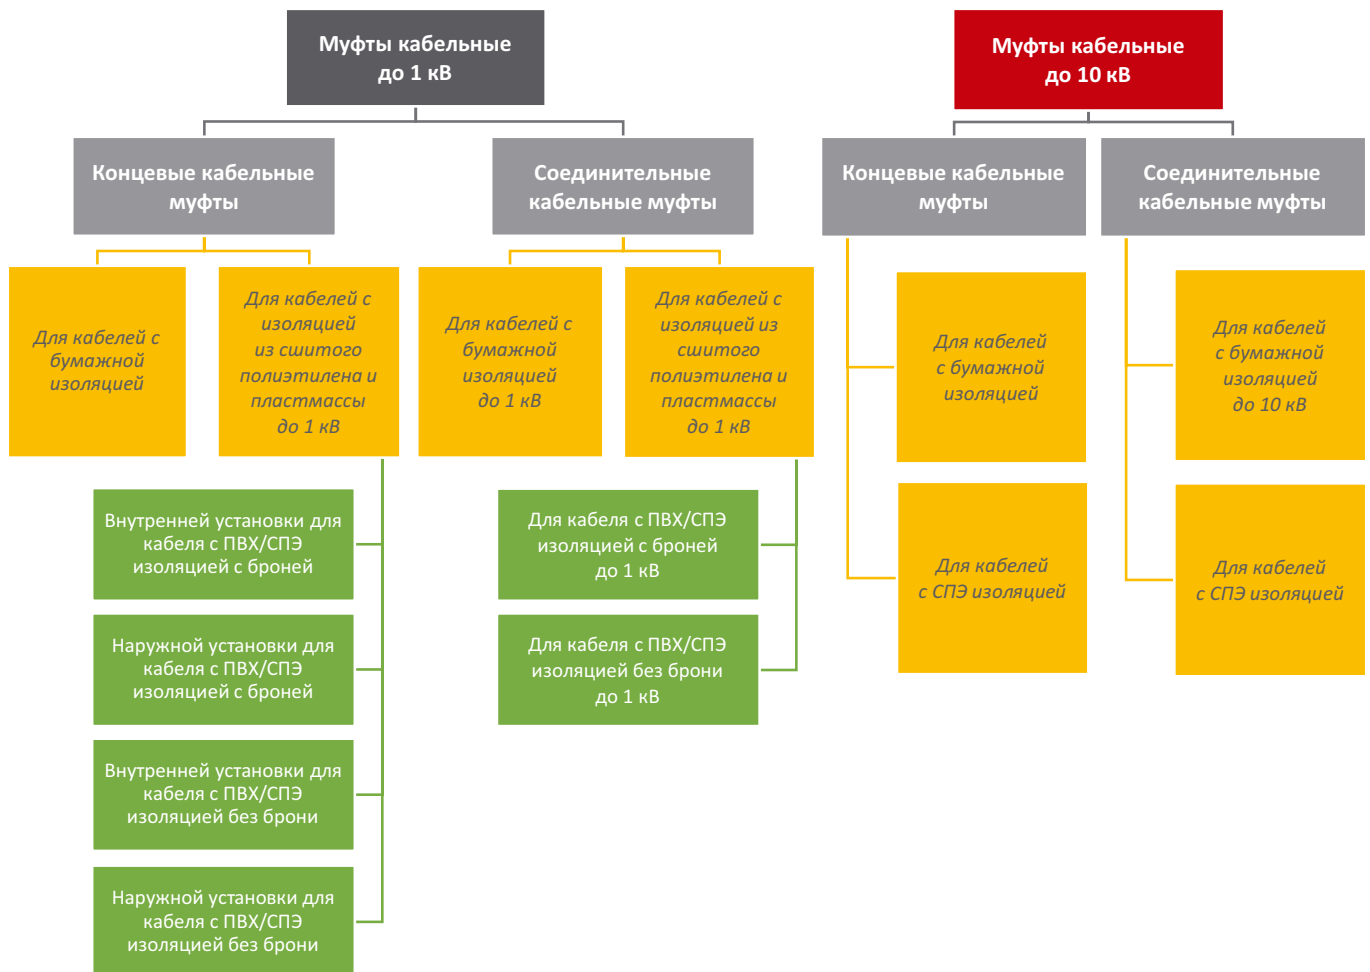 Муфты кабельные
до 1 кВ
Муфты кабельные
до 10 кВ
Концевые кабельные
муфты
Соединительные
кабельные муфты
Концевые кабельные
муфты
Соединительные
кабельные муфты
Для кабелей с
бумажной
изоляцией
Для кабелей с
изоляцией
из сшитого
полиэтилена и
пластмассы
до 1 кВ
Для кабелей с
бумажной
изоляцией
до 1 кВ
Для кабелей с
изоляцией из
сшитого
полиэтилена и
пластмассы
до 1 кВ
Для кабелей
с бумажной
изоляцией
Для кабелей
с бумажной
изоляцией
до 10 кВ
Внутренней установки для
кабеля с ПВХ/СПЭ
изоляцией с броней
Для кабеля с ПВХ/СПЭ
изоляцией с броней
до 1 кВ
Для кабелей
с СПЭ изоляцией
Для кабелей
с СПЭ изоляцией
Наружной установки для
кабеля с ПВХ/СПЭ
изоляцией с броней
Для кабеля с ПВХ/СПЭ
изоляцией без брони
до 1 кВ
Внутренней установки для
кабеля с ПВХ/СПЭ
изоляцией без брони
Наружной установки для
кабеля с ПВХ/СПЭ
изоляцией без брони